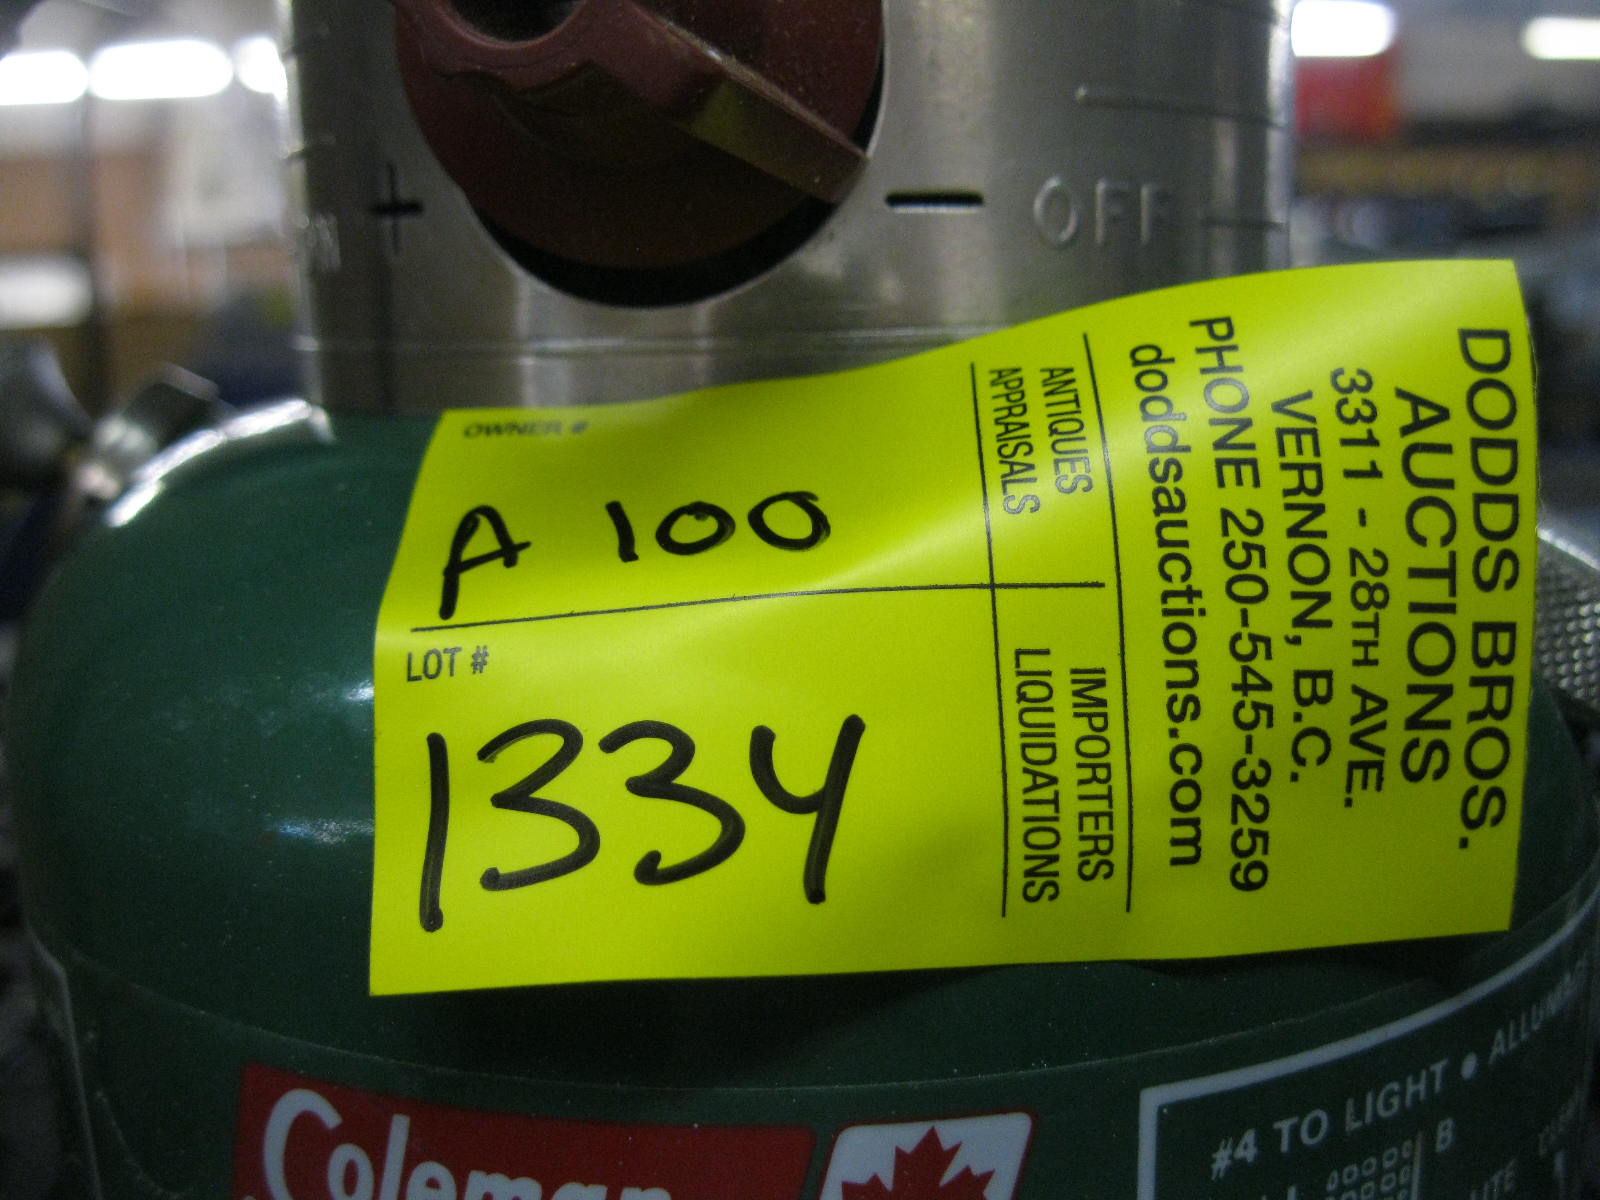 ON + — OFF
OWNER #
A 100
LOT #
1334
ANTIQUES
APPRAISALS
IMPORTERS
LIQUIDATIONS
DODDS BROS.
AUCTIONS
3311 - 28TH AVE.
VERNON, B.C.
PHONE 250-545-3259
doddsauctions.com
Coleman
#4 TO LIGHT •
B